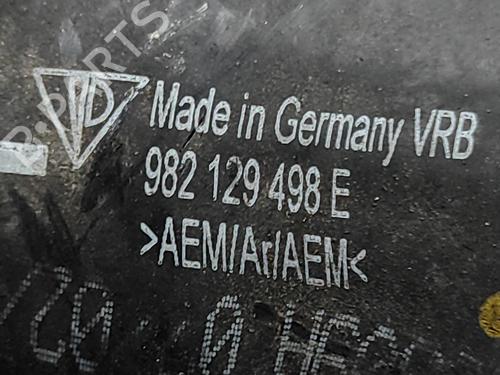 Made in Germany VRB
982 129 498 E
>AEM/Ar/AEM<